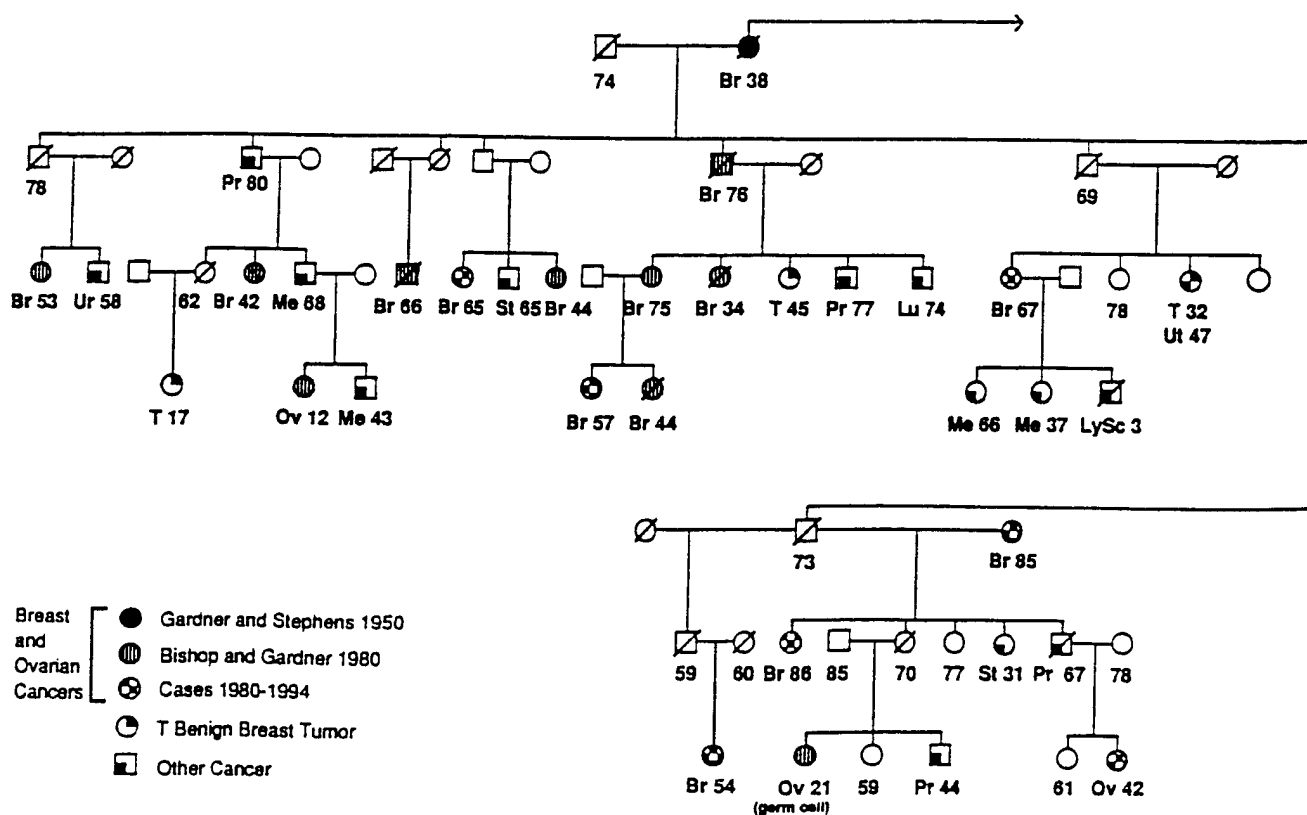 74 Br 38
78 Pr 80 Br 76 69
Br 53 Ur 58 62 Br 42 Me 68 Br 66 Br 65 St 65 Br 44 Br 75 Br 34 T 45 Pr 77 Lu 74 Br 67 78 T 32
Ut 47
T 17 Ov 12 Me 43 Br 57 Br 44 Me 66 Me 37 LySc 3
73 Br 85
59 60 Br 86 85 70 77 St 31 Pr 67 78
Br 54 Ov 21 59 Pr 44 61 Ov 42
(germ cell)
Breast
and
Ovarian
Cancers
Gardner and Stephens 1950
Bishop and Gardner 1980
Cases 1980-1994
T Benign Breast Tumor
Other Cancer